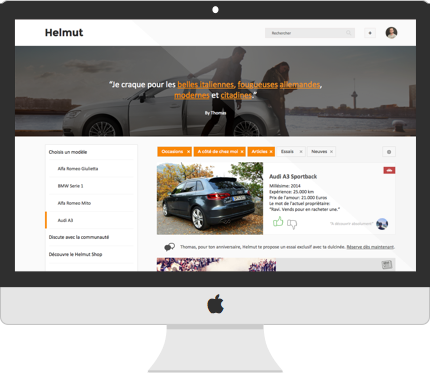 Helmut
Rechercher
+
"Je craque pour les belles italiennes, fougueuses allemandes,
modernes et citadines."
By Thomas
Choisis un modèle
Alfa Romeo Giulietta
BMW Serie 1
Alfa Romeo Mito
Audi A3
Discute avec la communauté
Découvre le Helmut Shop
Occasions x
A côté de chez moi x
Articles x
Essais x
Neuves x
Audi A3 Sportback
Millésime: 2014
Expérience: 25.000 km
Prix de l'amour: 21.000 Euros
Le mot de l'actuel propriétaire:
"Ravi. Vends pour en racheter une."
Thomas, pour ton anniversaire, Helmut te propose un essai exclusif avec ta dulcinée. Réserve dès maintenant.